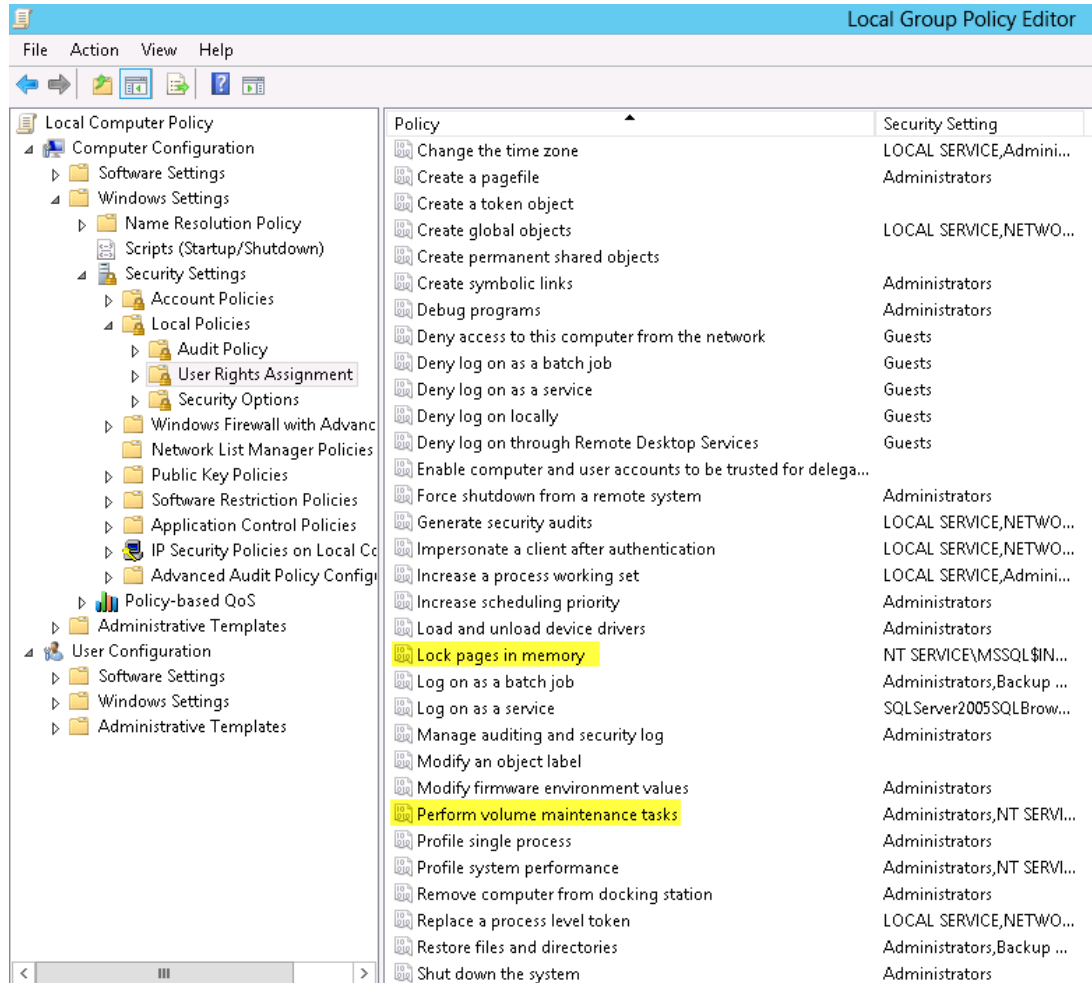 Local Group Policy Editor
File Action View Help
Local Computer Policy
Computer Configuration
Software Settings
Windows Settings
Name Resolution Policy
Scripts (Startup/Shutdown)
Security Settings
Account Policies
Local Policies
Audit Policy
User Rights Assignment
Security Options
Windows Firewall with Advanc
Network List Manager Policies
Public Key Policies
Software Restriction Policies
Application Control Policies
IP Security Policies on Local Co
Advanced Audit Policy Configu
Policy-based QoS
Administrative Templates
User Configuration
Software Settings
Windows Settings
Administrative Templates
Policy Security Setting
Change the time zone LOCAL SERVICE,Admini...
Create a pagefile Administrators
Create a token object
Create global objects LOCAL SERVICE,NETWO...
Create permanent shared objects
Create symbolic links Administrators
Debug programs Administrators
Deny access to this computer from the network Guests
Deny log on as a batch job Guests
Deny log on as a service Guests
Deny log on locally Guests
Deny log on through Remote Desktop Services Guests
Enable computer and user accounts to be trusted for delega...
Force shutdown from a remote system Administrators
Generate security audits LOCAL SERVICE,NETWO...
Impersonate a client after authentication LOCAL SERVICE,NETWO...
Increase a process working set LOCAL SERVICE,Admini...
Increase scheduling priority Administrators
Load and unload device drivers Administrators
Lock pages in memory NT SERVICE\MSSQL$IN...
Log on as a batch job Administrators,Backup ...
Log on as a service SQLServer2005SQLBrow...
Manage auditing and security log Administrators
Modify an object label
Modify firmware environment values Administrators
Perform volume maintenance tasks Administrators,NT SERVI...
Profile single process Administrators
Profile system performance Administrators,NT SERVI...
Remove computer from docking station Administrators
Replace a process level token LOCAL SERVICE,NETWO...
Restore files and directories Administrators,Backup ...
Shut down the system Administrators